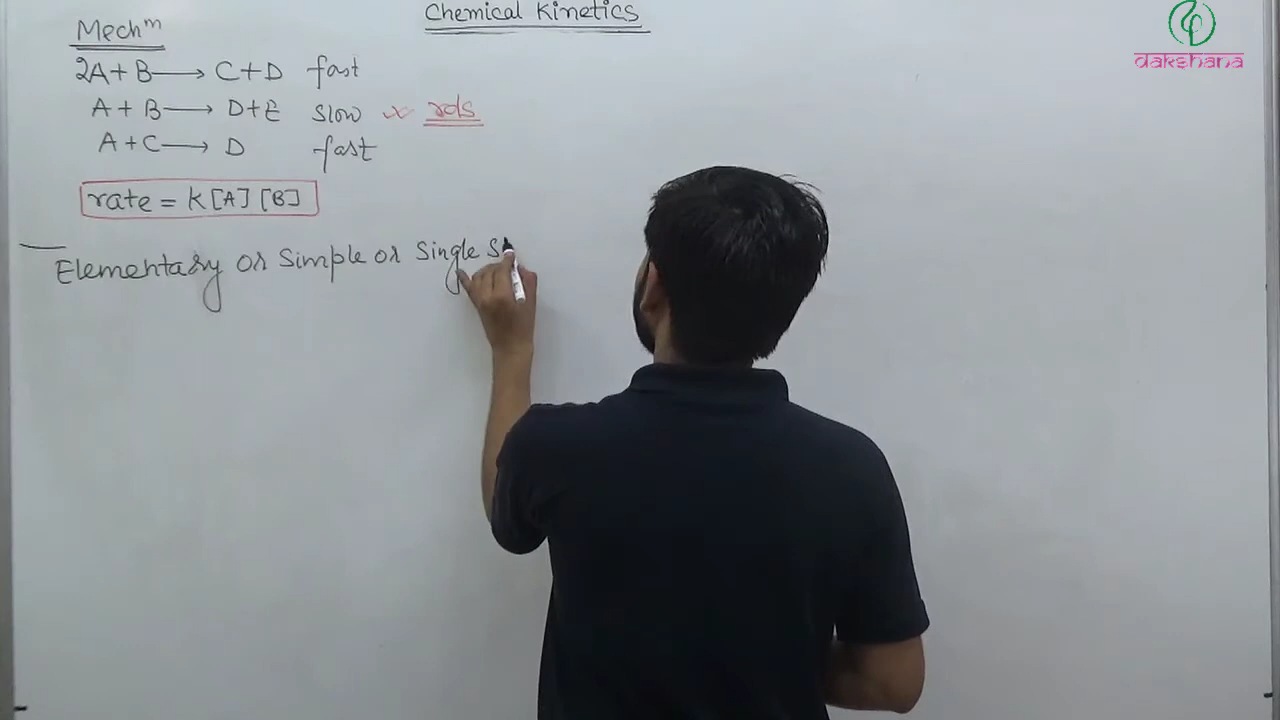 Chemical Kinetics
dakshana
Mechᵐ
2A + B ⟶ C + D fast
A + B ⟶ D + E slow rds
A + C ⟶ D fast
rate = K [A] [B]
Elementary or Simple or Single S